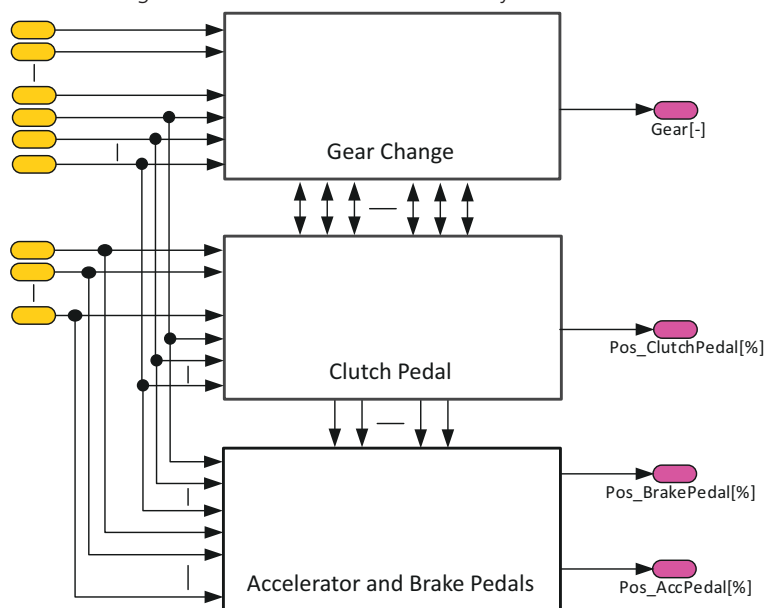 Gear Change
Gear[-]
Clutch Pedal
Pos_ClutchPedal[%]
Pos_BrakePedal[%]
Accelerator and Brake Pedals
Pos_AccPedal[%]